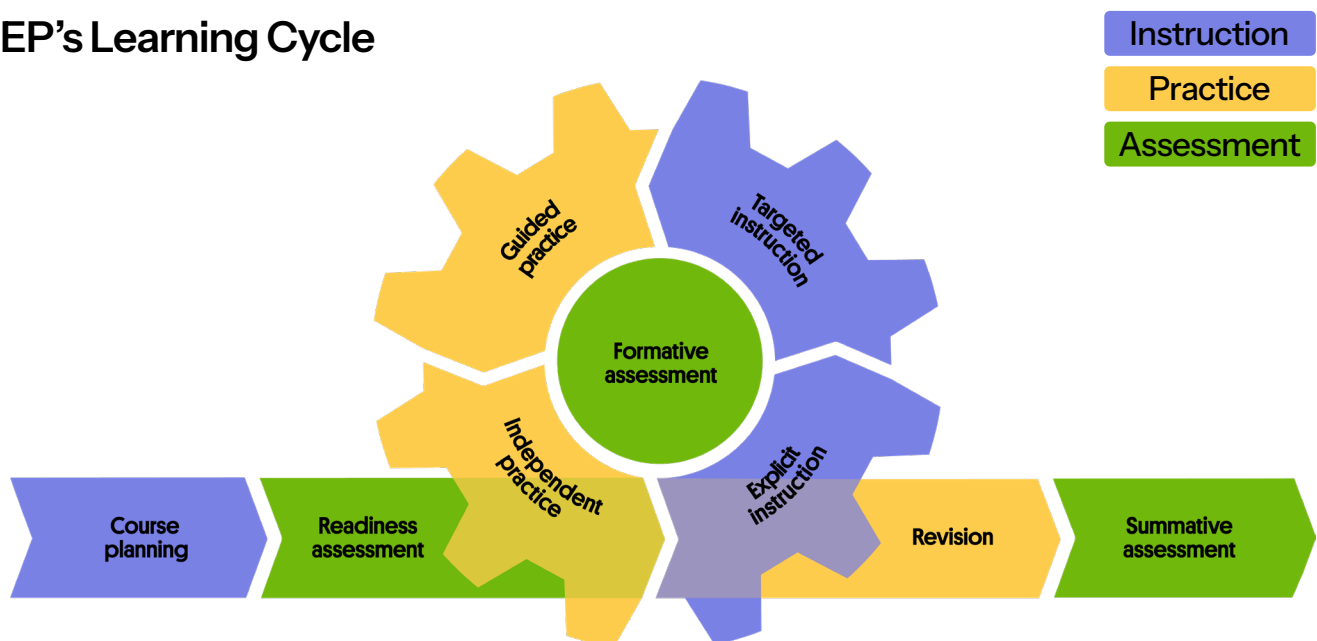 EP's Learning Cycle
Instruction
Practice
Assessment
Guided
practice
Targeted
instruction
Formative
assessment
Independent
practice
Explicit
instruction
Course
planning
Readiness
assessment
Revision
Summative
assessment